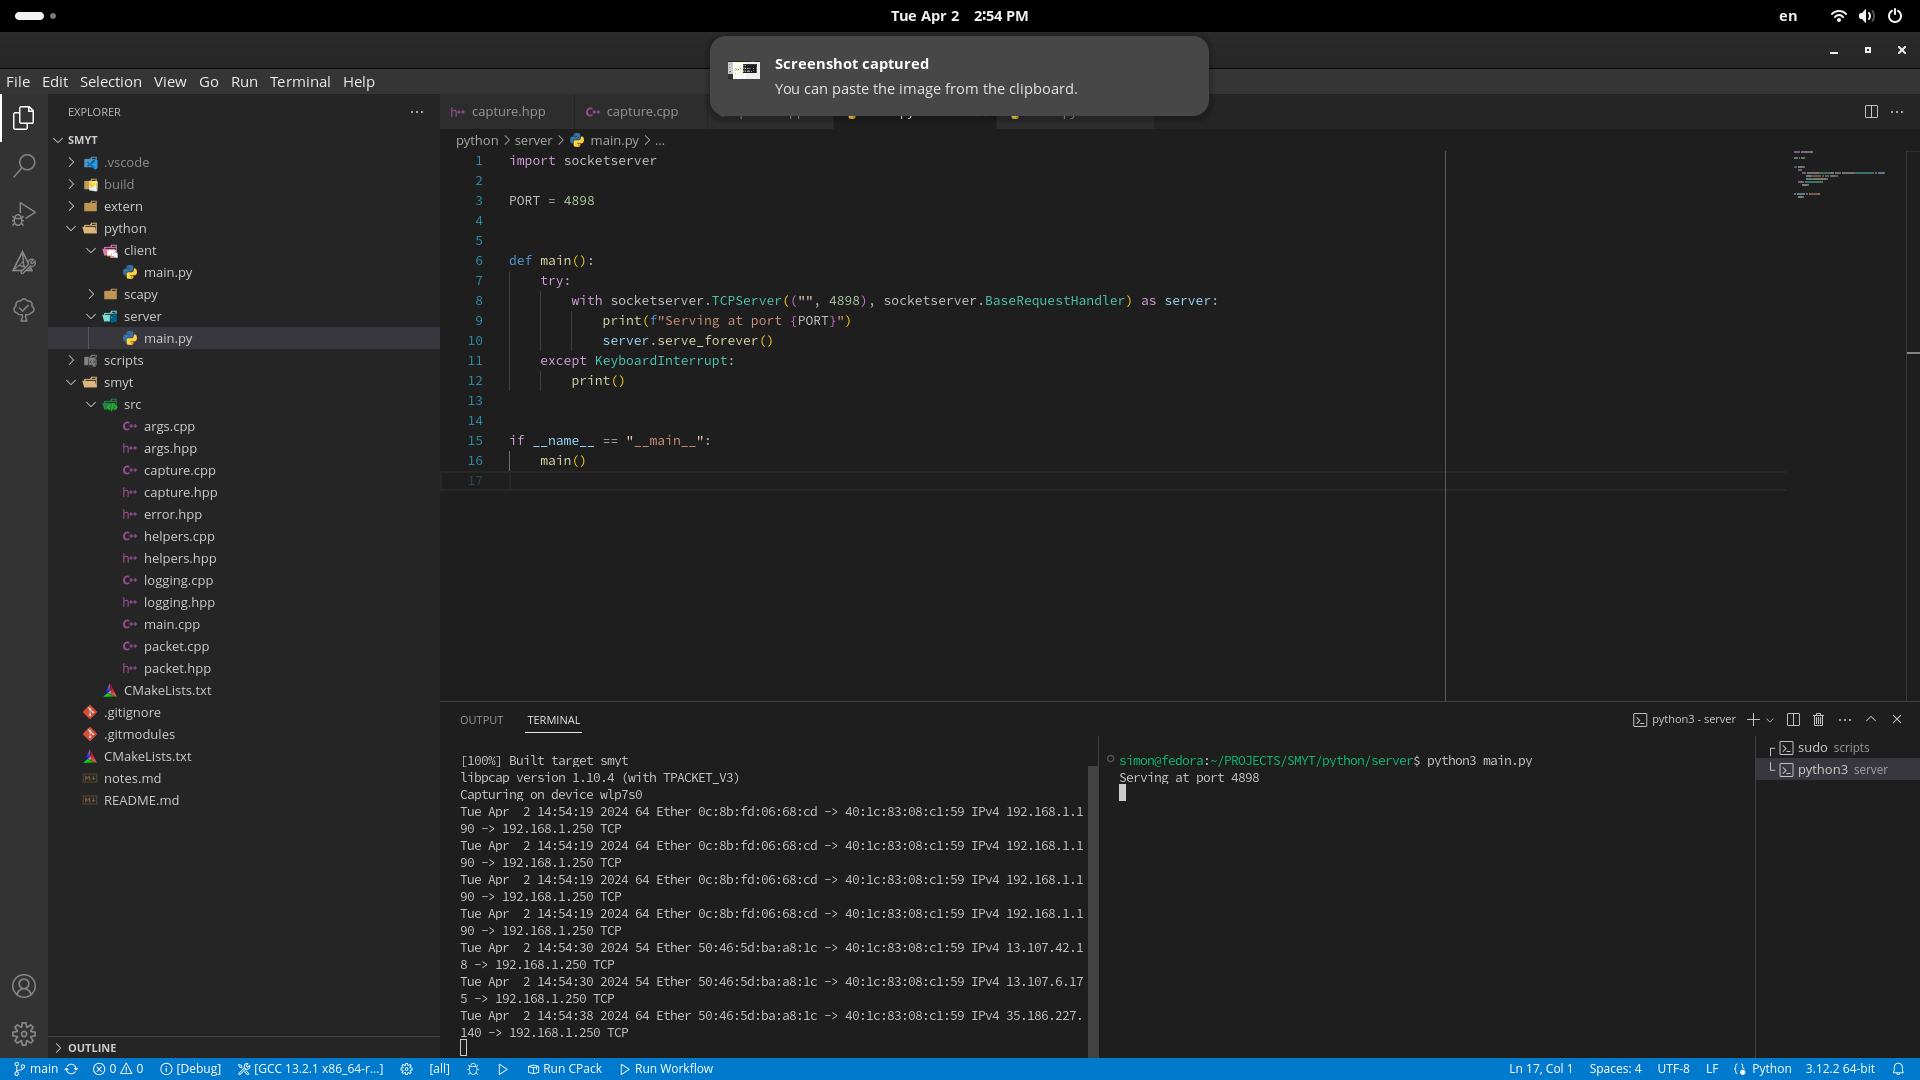 Tue Apr 2 2:54 PM
en
Screenshot captured
You can paste the image from the clipboard.
File Edit Selection View Go Run Terminal Help
EXPLORER
SMYT
.vscode
build
extern
python
client
main.py
scapy
server
main.py
scripts
smyt
src
args.cpp
args.hpp
capture.cpp
capture.hpp
error.hpp
helpers.cpp
helpers.hpp
logging.cpp
logging.hpp
main.cpp
packet.cpp
packet.hpp
CMakeLists.txt
.gitignore
.gitmodules
CMakeLists.txt
notes.md
README.md
OUTLINE
capture.hpp capture.cpp
python > server > main.py > ...
1 import socketserver
2
3 PORT = 4898
4
5
6 def main():
7 try:
8 with socketserver.TCPServer(("", 4898), socketserver.BaseRequestHandler) as server:
9 print(f"Serving at port {PORT}")
10 server.serve_forever()
11 except KeyboardInterrupt:
12 print()
13
14
15 if __name__ == "__main__":
16 main()
17
OUTPUT TERMINAL
python3 - server
[100%] Built target smyt
libpcap version 1.10.4 (with TPACKET_V3)
Capturing on device wlp7s0
Tue Apr  2 14:54:19 2024 64 Ether 0c:8b:fd:06:68:cd -> 40:1c:83:08:c1:59 IPv4 192.168.1.1
90 -> 192.168.1.250 TCP
Tue Apr  2 14:54:19 2024 64 Ether 0c:8b:fd:06:68:cd -> 40:1c:83:08:c1:59 IPv4 192.168.1.1
90 -> 192.168.1.250 TCP
Tue Apr  2 14:54:19 2024 64 Ether 0c:8b:fd:06:68:cd -> 40:1c:83:08:c1:59 IPv4 192.168.1.1
90 -> 192.168.1.250 TCP
Tue Apr  2 14:54:19 2024 64 Ether 0c:8b:fd:06:68:cd -> 40:1c:83:08:c1:59 IPv4 192.168.1.1
90 -> 192.168.1.250 TCP
Tue Apr  2 14:54:30 2024 54 Ether 50:46:5d:ba:a8:1c -> 40:1c:83:08:c1:59 IPv4 13.107.42.1
8 -> 192.168.1.250 TCP
Tue Apr  2 14:54:30 2024 54 Ether 50:46:5d:ba:a8:1c -> 40:1c:83:08:c1:59 IPv4 13.107.6.17
5 -> 192.168.1.250 TCP
Tue Apr  2 14:54:38 2024 64 Ether 50:46:5d:ba:a8:1c -> 40:1c:83:08:c1:59 IPv4 35.186.227.
140 -> 192.168.1.250 TCP
simon@fedora:~/PROJECTS/SMYT/python/server$ python3 main.py
Serving at port 4898
sudo scripts
python3 server
main 0 0 [Debug] [GCC 13.2.1 x86_64-r...] [all] Run CPack Run Workflow
Ln 17, Col 1 Spaces: 4 UTF-8 LF Python 3.12.2 64-bit